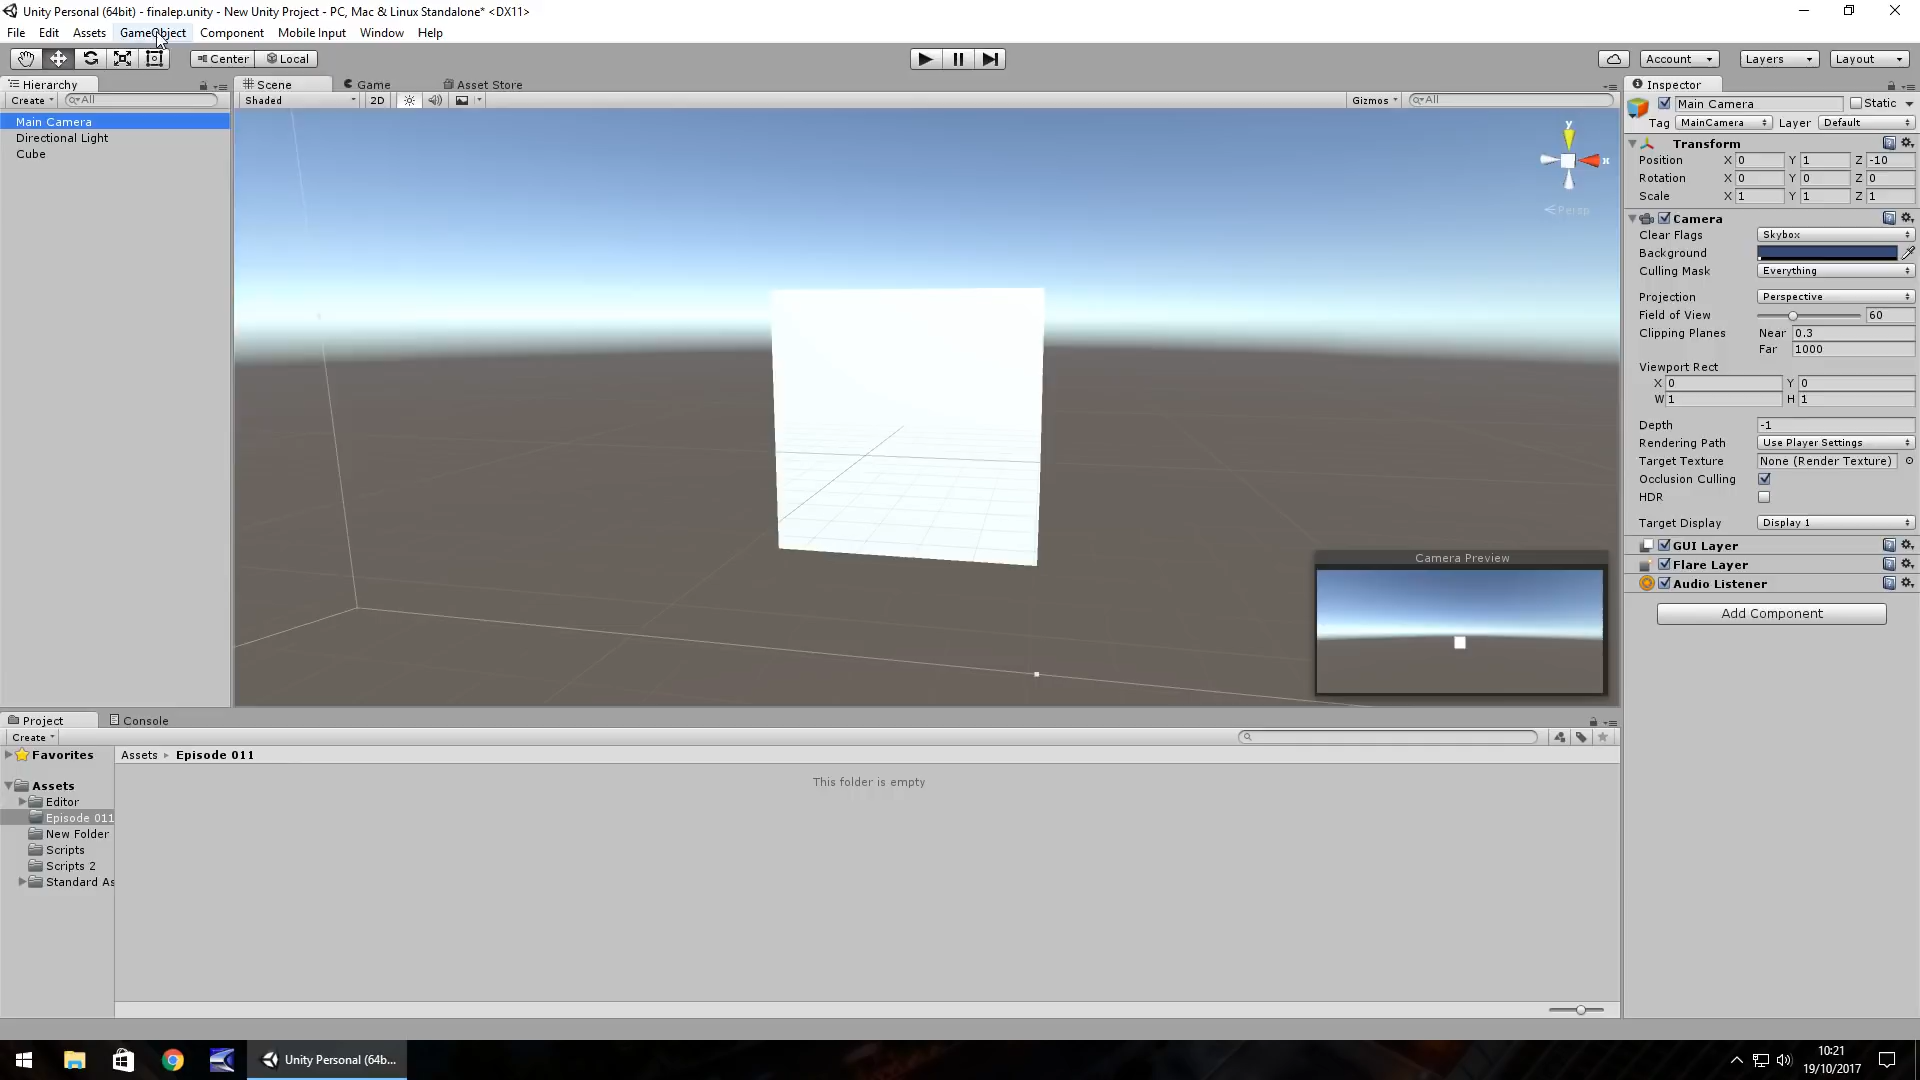 Unity Personal (64bit) - finalep.unity - New Unity Project - PC, Mac & Linux Standalone* <DX11>
File Edit Assets GameObject Component Mobile Input Window Help
Center Local Account Layers Layout
Hierarchy
Create All
Main Camera
Directional Light
Cube
Scene Game Asset Store
Shaded 2D Gizmos All
y
x
Persp
Camera Preview
Inspector
Main Camera Static
Tag MainCamera Layer Default
Transform
Position X 0 Y 1 Z -10
Rotation X 0 Y 0 Z 0
Scale X 1 Y 1 Z 1
Camera
Clear Flags Skybox
Background
Culling Mask Everything
Projection Perspective
Field of View 60
Clipping Planes Near 0.3
Far 1000
Viewport Rect
X 0 Y 0
W 1 H 1
Depth -1
Rendering Path Use Player Settings
Target Texture None (Render Texture)
Occlusion Culling
HDR
Target Display Display 1
GUI Layer
Flare Layer
Audio Listener
Add Component
Project Console
Create
Favorites
Assets
Editor
Episode 011
New Folder
Scripts
Scripts 2
Standard As
Assets Episode 011
This folder is empty
Unity Personal (64b...
10:21
19/10/2017